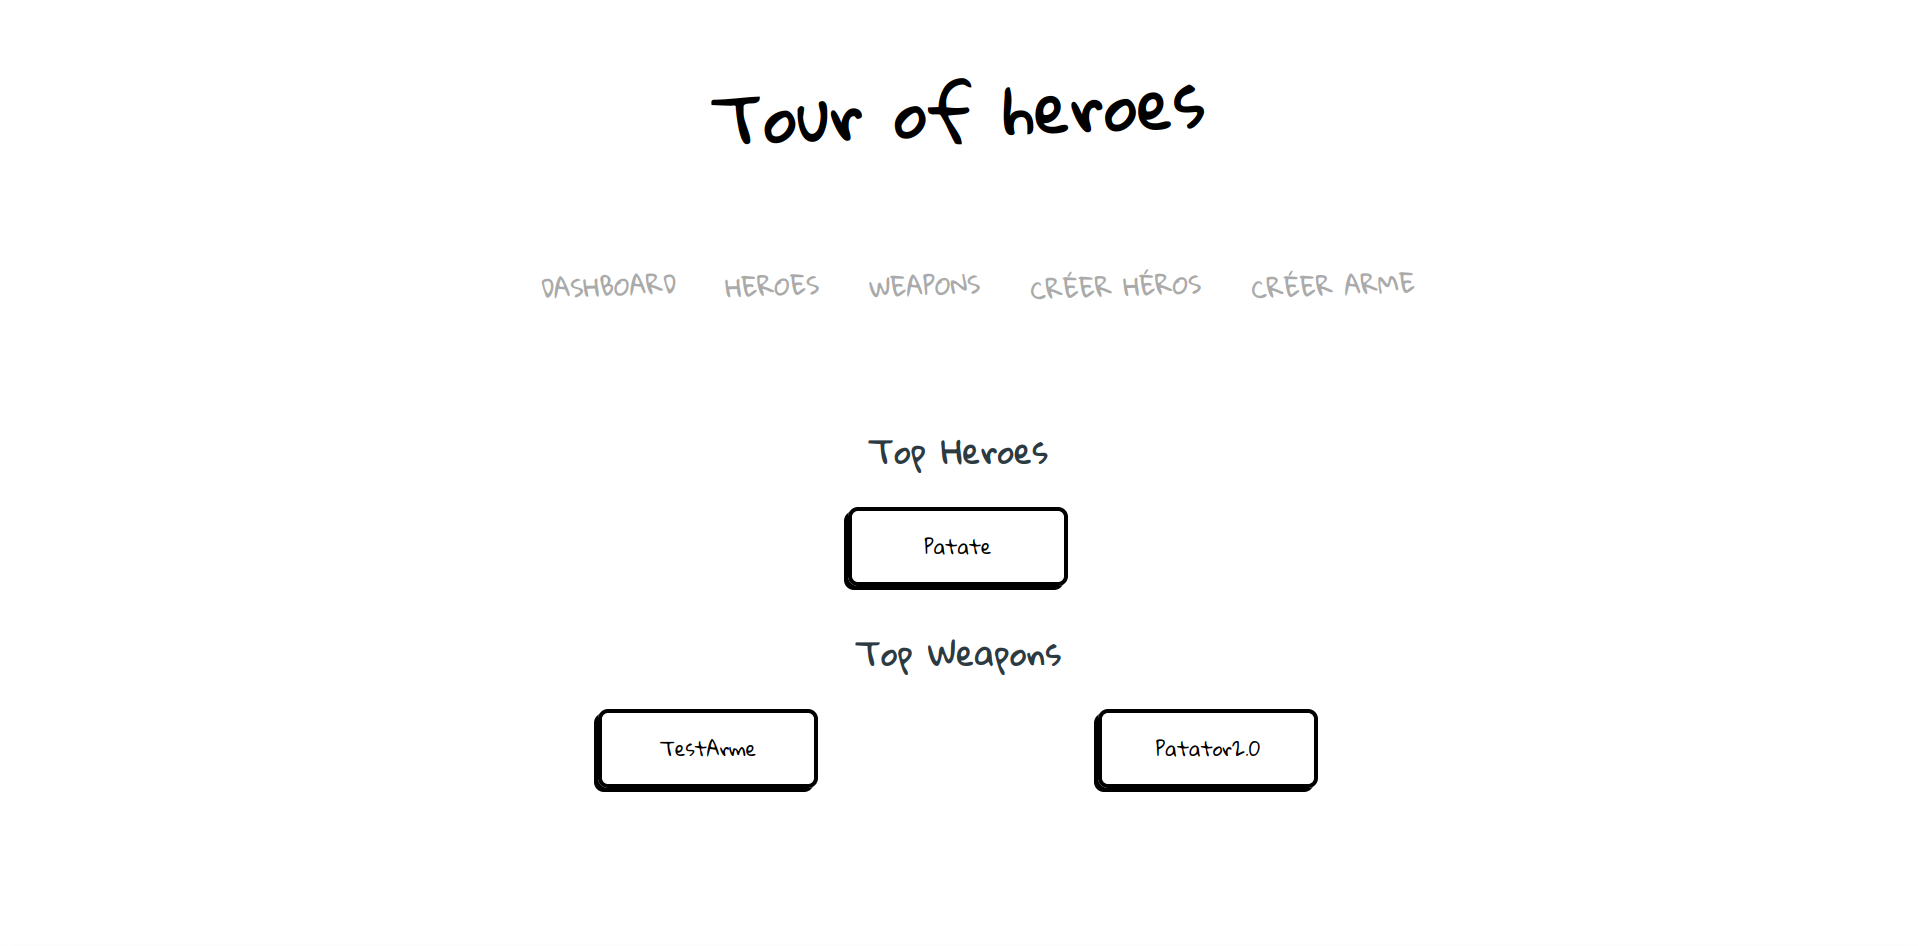 Tour of heroes
DASHBOARD HEROES WEAPONS CRÉER HÉROS CRÉER ARME
Top Heroes
Patate
Top Weapons
TestArme Patator2.0